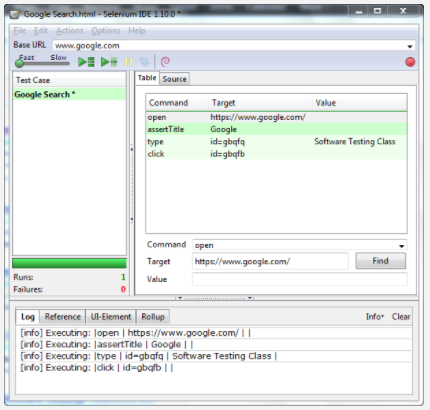 Google Search.html - Selenium IDE 1.10.0 *
File Edit Actions Options Help
Base URL www.google.com
Fast Slow
Test Case
Google Search *
Table Source
Command Target Value
open https://www.google.com/
assertTitle Google
type id=gbqfq Software Testing Class
click id=gbqfb
Command open
Target https://www.google.com/ Find
Value
Runs: 1
Failures: 0
Log Reference UI-Element Rollup Info Clear
[info] Executing: |open | https://www.google.com/ | |
[info] Executing: |assertTitle | Google | |
[info] Executing: |type | id=gbqfq | Software Testing Class |
[info] Executing: |click | id=gbqfb | |